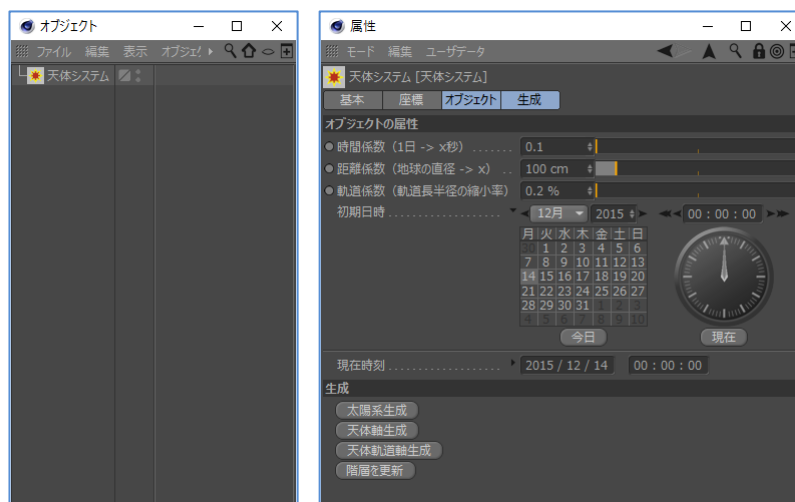 オブジェクト
ファイル 編集 表示 オブジェ
天体システム
属性
モード 編集 ユーザデータ
天体システム [天体システム]
基本 座標 オブジェクト 生成
オブジェクトの属性
時間係数（1日 -> x秒） 0.1
距離係数（地球の直径 -> x） 100 cm
軌道係数（軌道長半径の縮小率） 0.2 %
初期日時 12月 2015 00 : 00 : 00
月 火 水 木 金 土 日
30 1 2 3 4 5 6
7 8 9 10 11 12 13
14 15 16 17 18 19 20
21 22 23 24 25 26 27
28 29 30 31 1 2 3
4 5 6 7 8 9 10
今日 現在
現在時刻 2015 / 12 / 14 00 : 00 : 00
生成
太陽系生成
天体軸生成
天体軌道軸生成
階層を更新